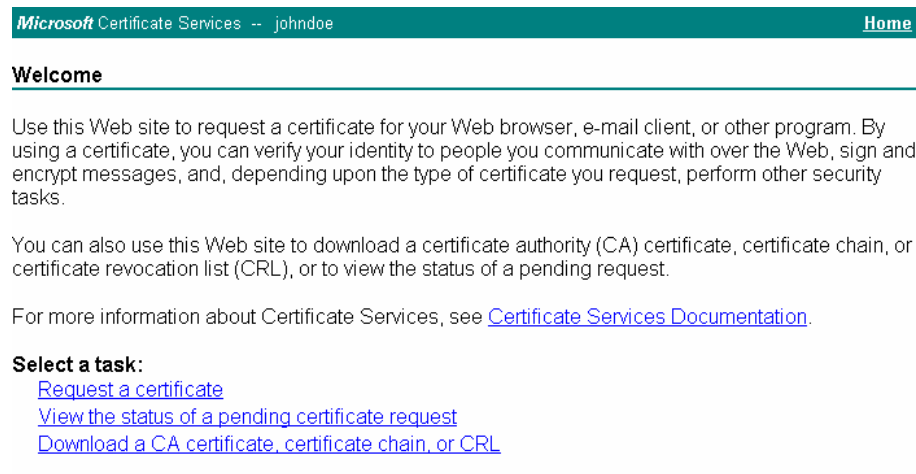 Microsoft Certificate Services -- johndoe Home
Welcome
Use this Web site to request a certificate for your Web browser, e-mail client, or other program. By
using a certificate, you can verify your identity to people you communicate with over the Web, sign and
encrypt messages, and, depending upon the type of certificate you request, perform other security
tasks.
You can also use this Web site to download a certificate authority (CA) certificate, certificate chain, or
certificate revocation list (CRL), or to view the status of a pending request.
For more information about Certificate Services, see Certificate Services Documentation.
Select a task:
Request a certificate
View the status of a pending certificate request
Download a CA certificate, certificate chain, or CRL